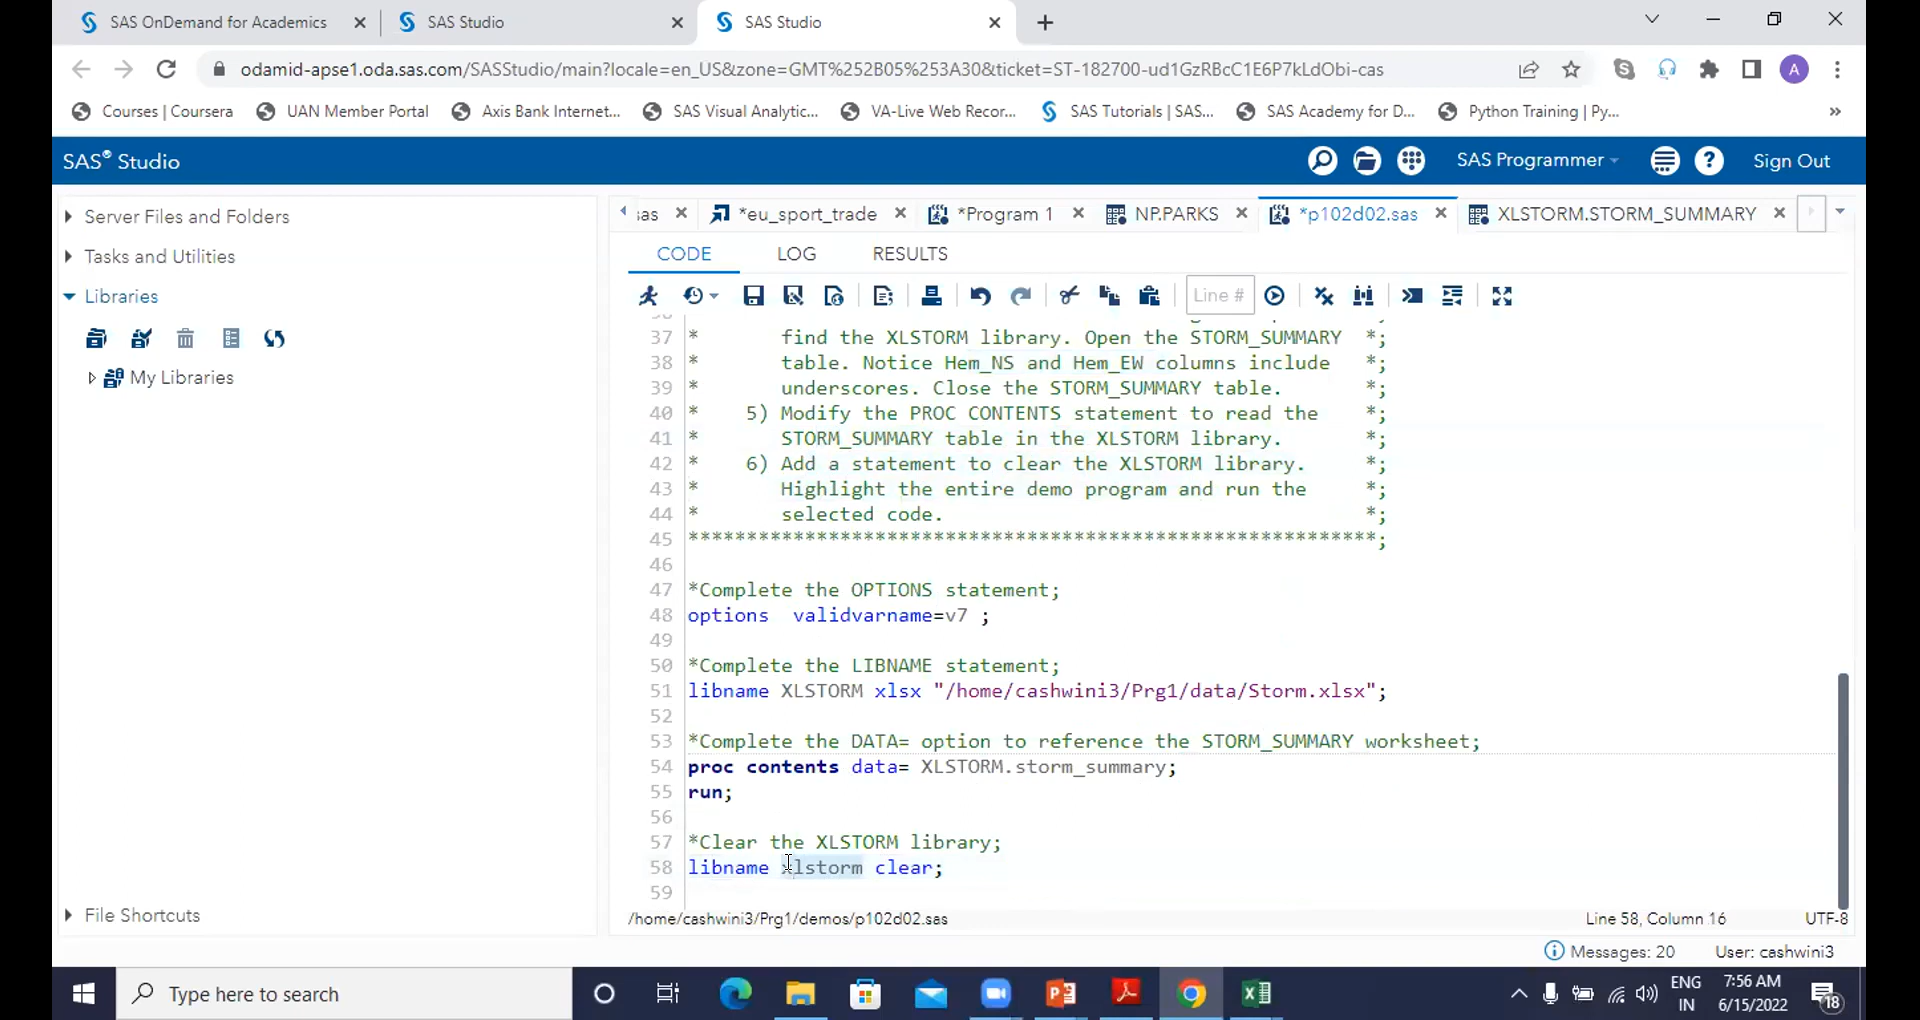 SAS OnDemand for Academics
SAS Studio
SAS Studio
odamid-apse1.oda.sas.com/SASStudio/main?locale=en_US&zone=GMT%252B05%253A30&ticket=ST-182700-ud1GzRBcC1E6P7kLdObi-cas
A
Courses | Coursera
UAN Member Portal
Axis Bank Internet...
SAS Visual Analytic...
VA-Live Web Recor...
SAS Tutorials | SAS...
SAS Academy for D...
Python Training | Py...
»
SAS® Studio
SAS Programmer
Sign Out
Server Files and Folders
Tasks and Utilities
Libraries
My Libraries
File Shortcuts
sas
*eu_sport_trade
*Program 1
NP.PARKS
*p102d02.sas
XLSTORM.STORM_SUMMARY
CODE
LOG
RESULTS
Line #
37 * find the XLSTORM library. Open the STORM_SUMMARY *;
38 * table. Notice Hem_NS and Hem_EW columns include *;
39 * underscores. Close the STORM_SUMMARY table. *;
40 * 5) Modify the PROC CONTENTS statement to read the *;
41 * STORM_SUMMARY table in the XLSTORM library. *;
42 * 6) Add a statement to clear the XLSTORM library. *;
43 * Highlight the entire demo program and run the *;
44 * selected code. *;
45 ***********************************************************;
46
47 *Complete the OPTIONS statement;
48 options validvarname=v7 ;
49
50 *Complete the LIBNAME statement;
51 libname XLSTORM xlsx "/home/cashwini3/Prg1/data/Storm.xlsx";
52
53 *Complete the DATA= option to reference the STORM_SUMMARY worksheet;
54 proc contents data= XLSTORM.storm_summary;
55 run;
56
57 *Clear the XLSTORM library;
58 libname xlstorm clear;
59
/home/cashwini3/Prg1/demos/p102d02.sas
Line 58, Column 16
UTF-8
Messages: 20
User: cashwini3
Type here to search
ENG
IN
7:56 AM
6/15/2022
18